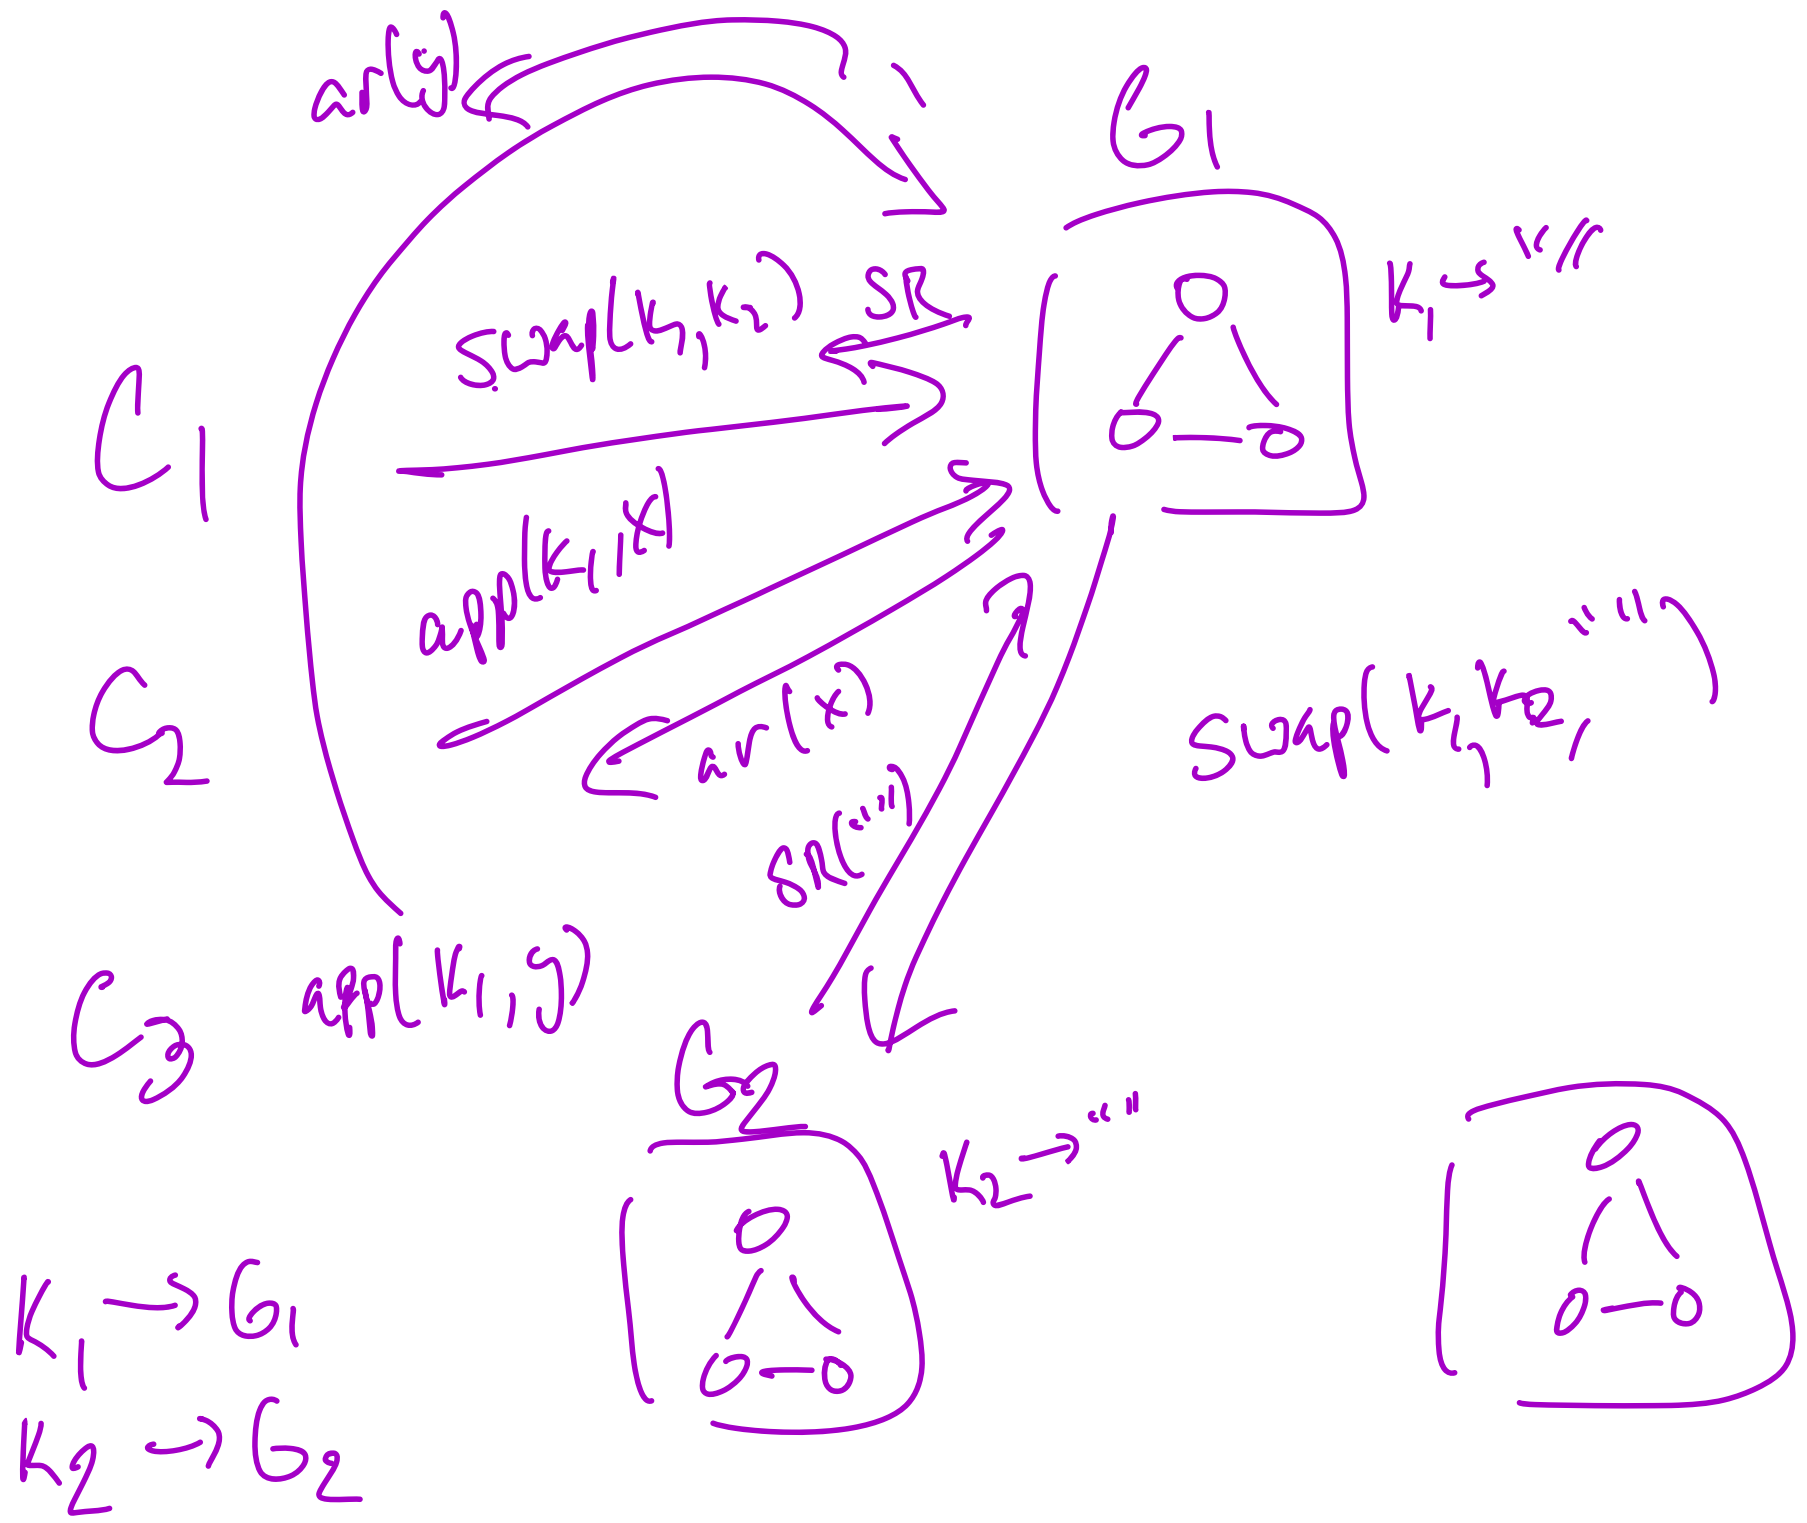 ar(y)
G1
K1 → ""
swap(K1, K2)
SR
C1
app(K1, x)
C2
ar(x)
swap(K1, K2, "")
SR("")
C3
app(K1, y)
G2
K2 → ""
K1 → G1
K2 → G2